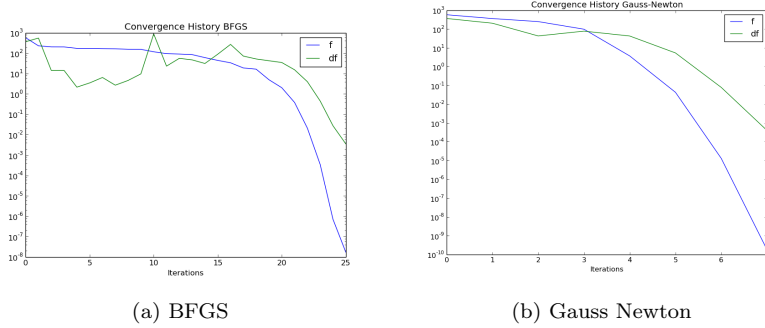 Convergence History BFGS
10^3
10^2
10^1
10^0
10^-1
10^-2
10^-3
10^-4
10^-5
10^-6
10^-7
10^-8
0 5 10 15 20 25
Iterations
f
df
(a) BFGS
Convergence History Gauss-Newton
10^3
10^2
10^1
10^0
10^-1
10^-2
10^-3
10^-4
10^-5
10^-6
10^-7
10^-8
10^-9
10^-10
0 1 2 3 4 5 6
Iterations
f
df
(b) Gauss Newton